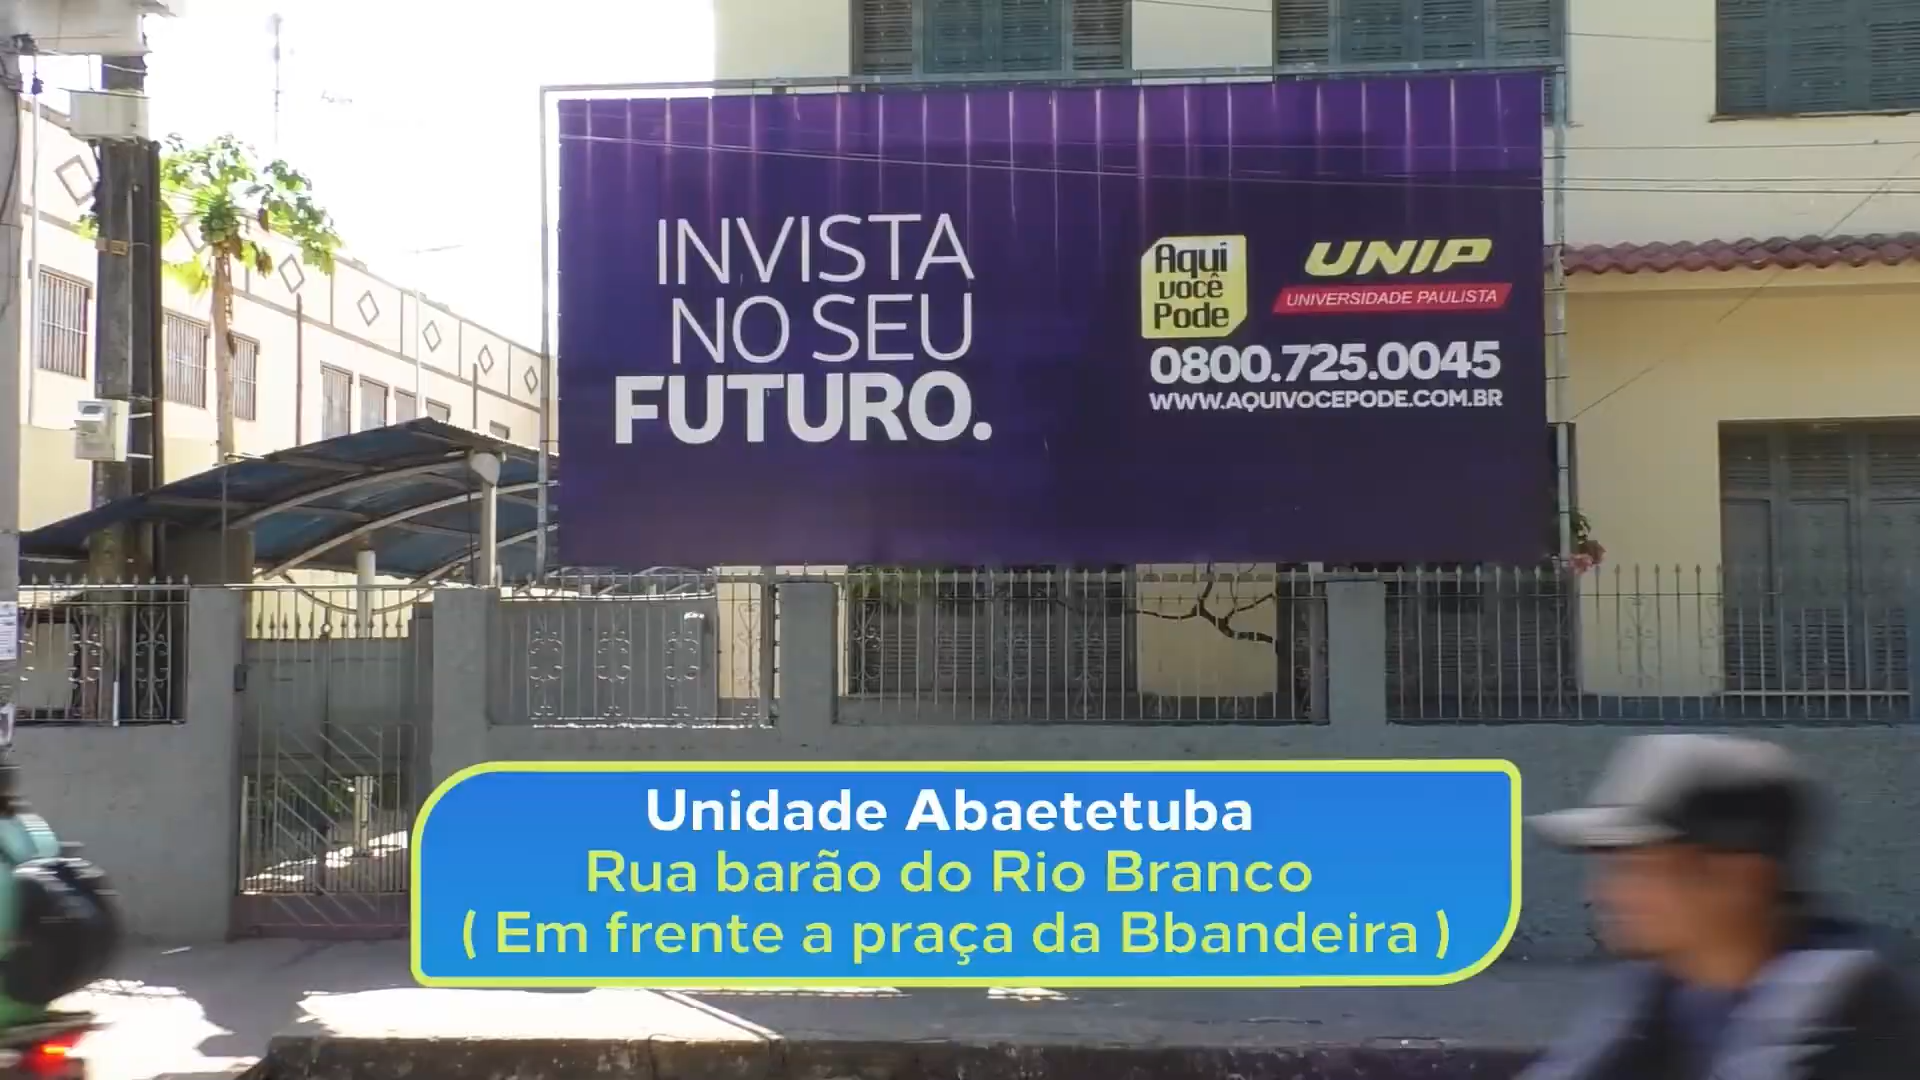 INVISTA
NO SEU
FUTURO.
Aqui
você
Pode
UNIP
UNIVERSIDADE PAULISTA
0800.725.0045
WWW.AQUIVOCEPODE.COM.BR
Unidade Abaetetuba
Rua barão do Rio Branco
( Em frente a praça da Bbandeira )